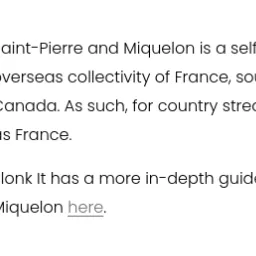 aint-Pierre and Miquelon is a self
overseas collectivity of France, sou
Canada. As such, for country stre
as France.
lonk It has a more in-depth guide
Miquelon here.